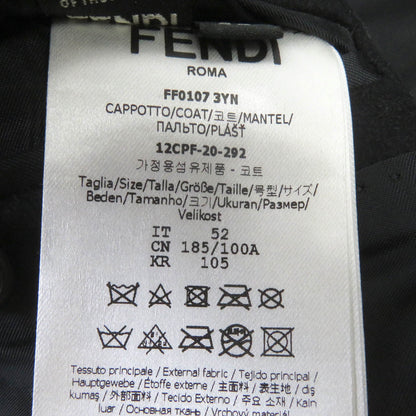 FENDI
ROMA
FF0107 3YN
CAPPOTTO/COAT/코트/MANTEL/
ПАЛЬТО/PLÁŠŤ
12CPF-20-292
가정용섬유제품 - 코트
Taglia/Size/Talla/Größe/Taille/號型/サイズ/
Beden/Tamanho/크기/Ukuran/Размер/
Velikost
IT 52
CN 185/100A
KR 105
Tessuto principale / External fabric / Tejido principal /
Hauptgewebe / Étoffe externe / 主面料 / 表生地 / dış
kumaş / 外部面料 / Tecido Externo / 주요 소재 / Kain
luar / Основная ткань / Vrchový materiál